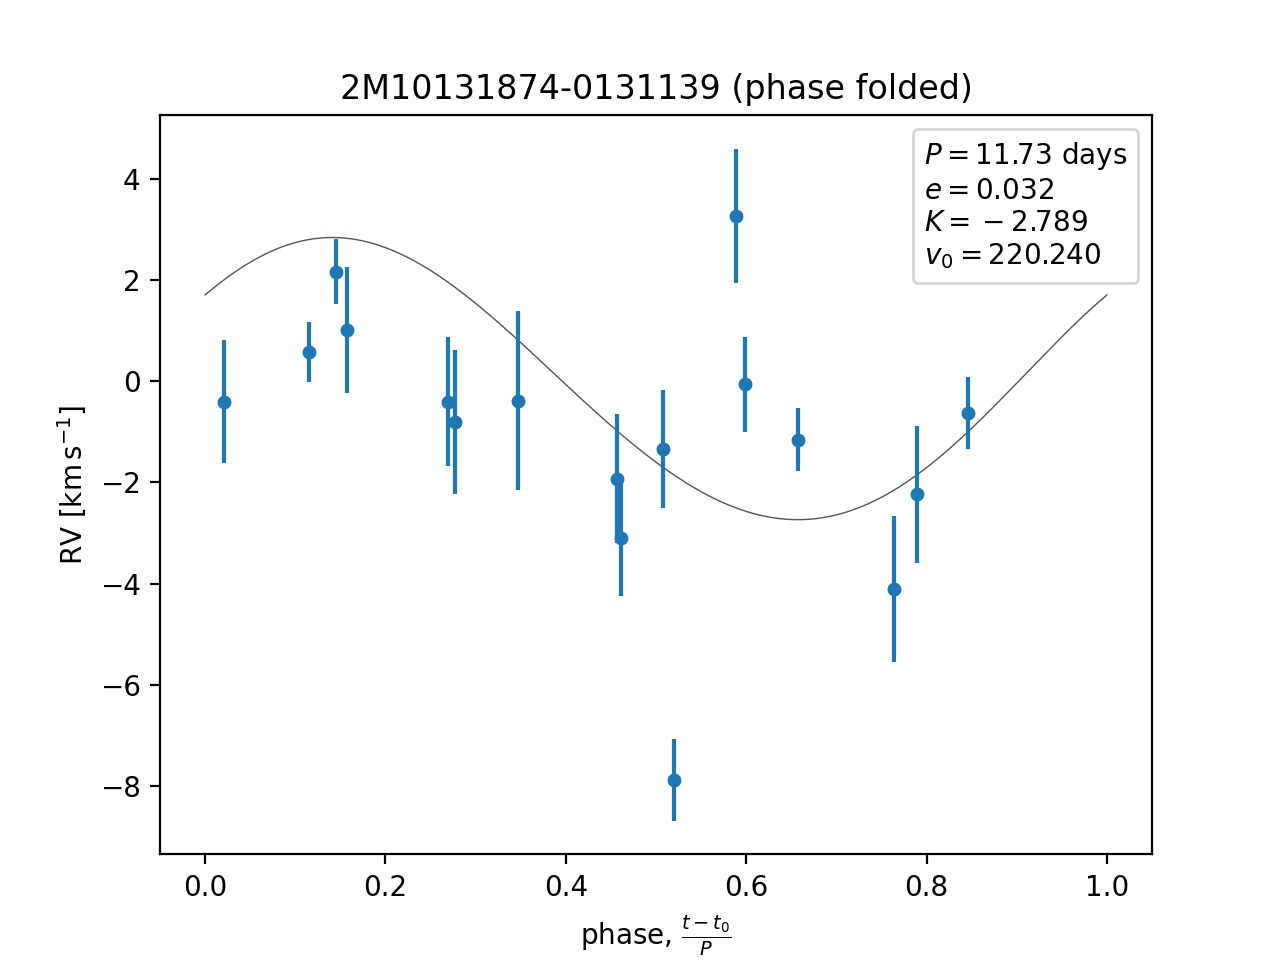 2M10131874-0131139 (phase folded)
P = 11.73 days
e = 0.032
K = −2.789
v₀ = 220.240
4
2
0
−2
−4
−6
−8
RV [km s⁻¹]
0.0 0.2 0.4 0.6 0.8 1.0
phase, (t − t₀)/P